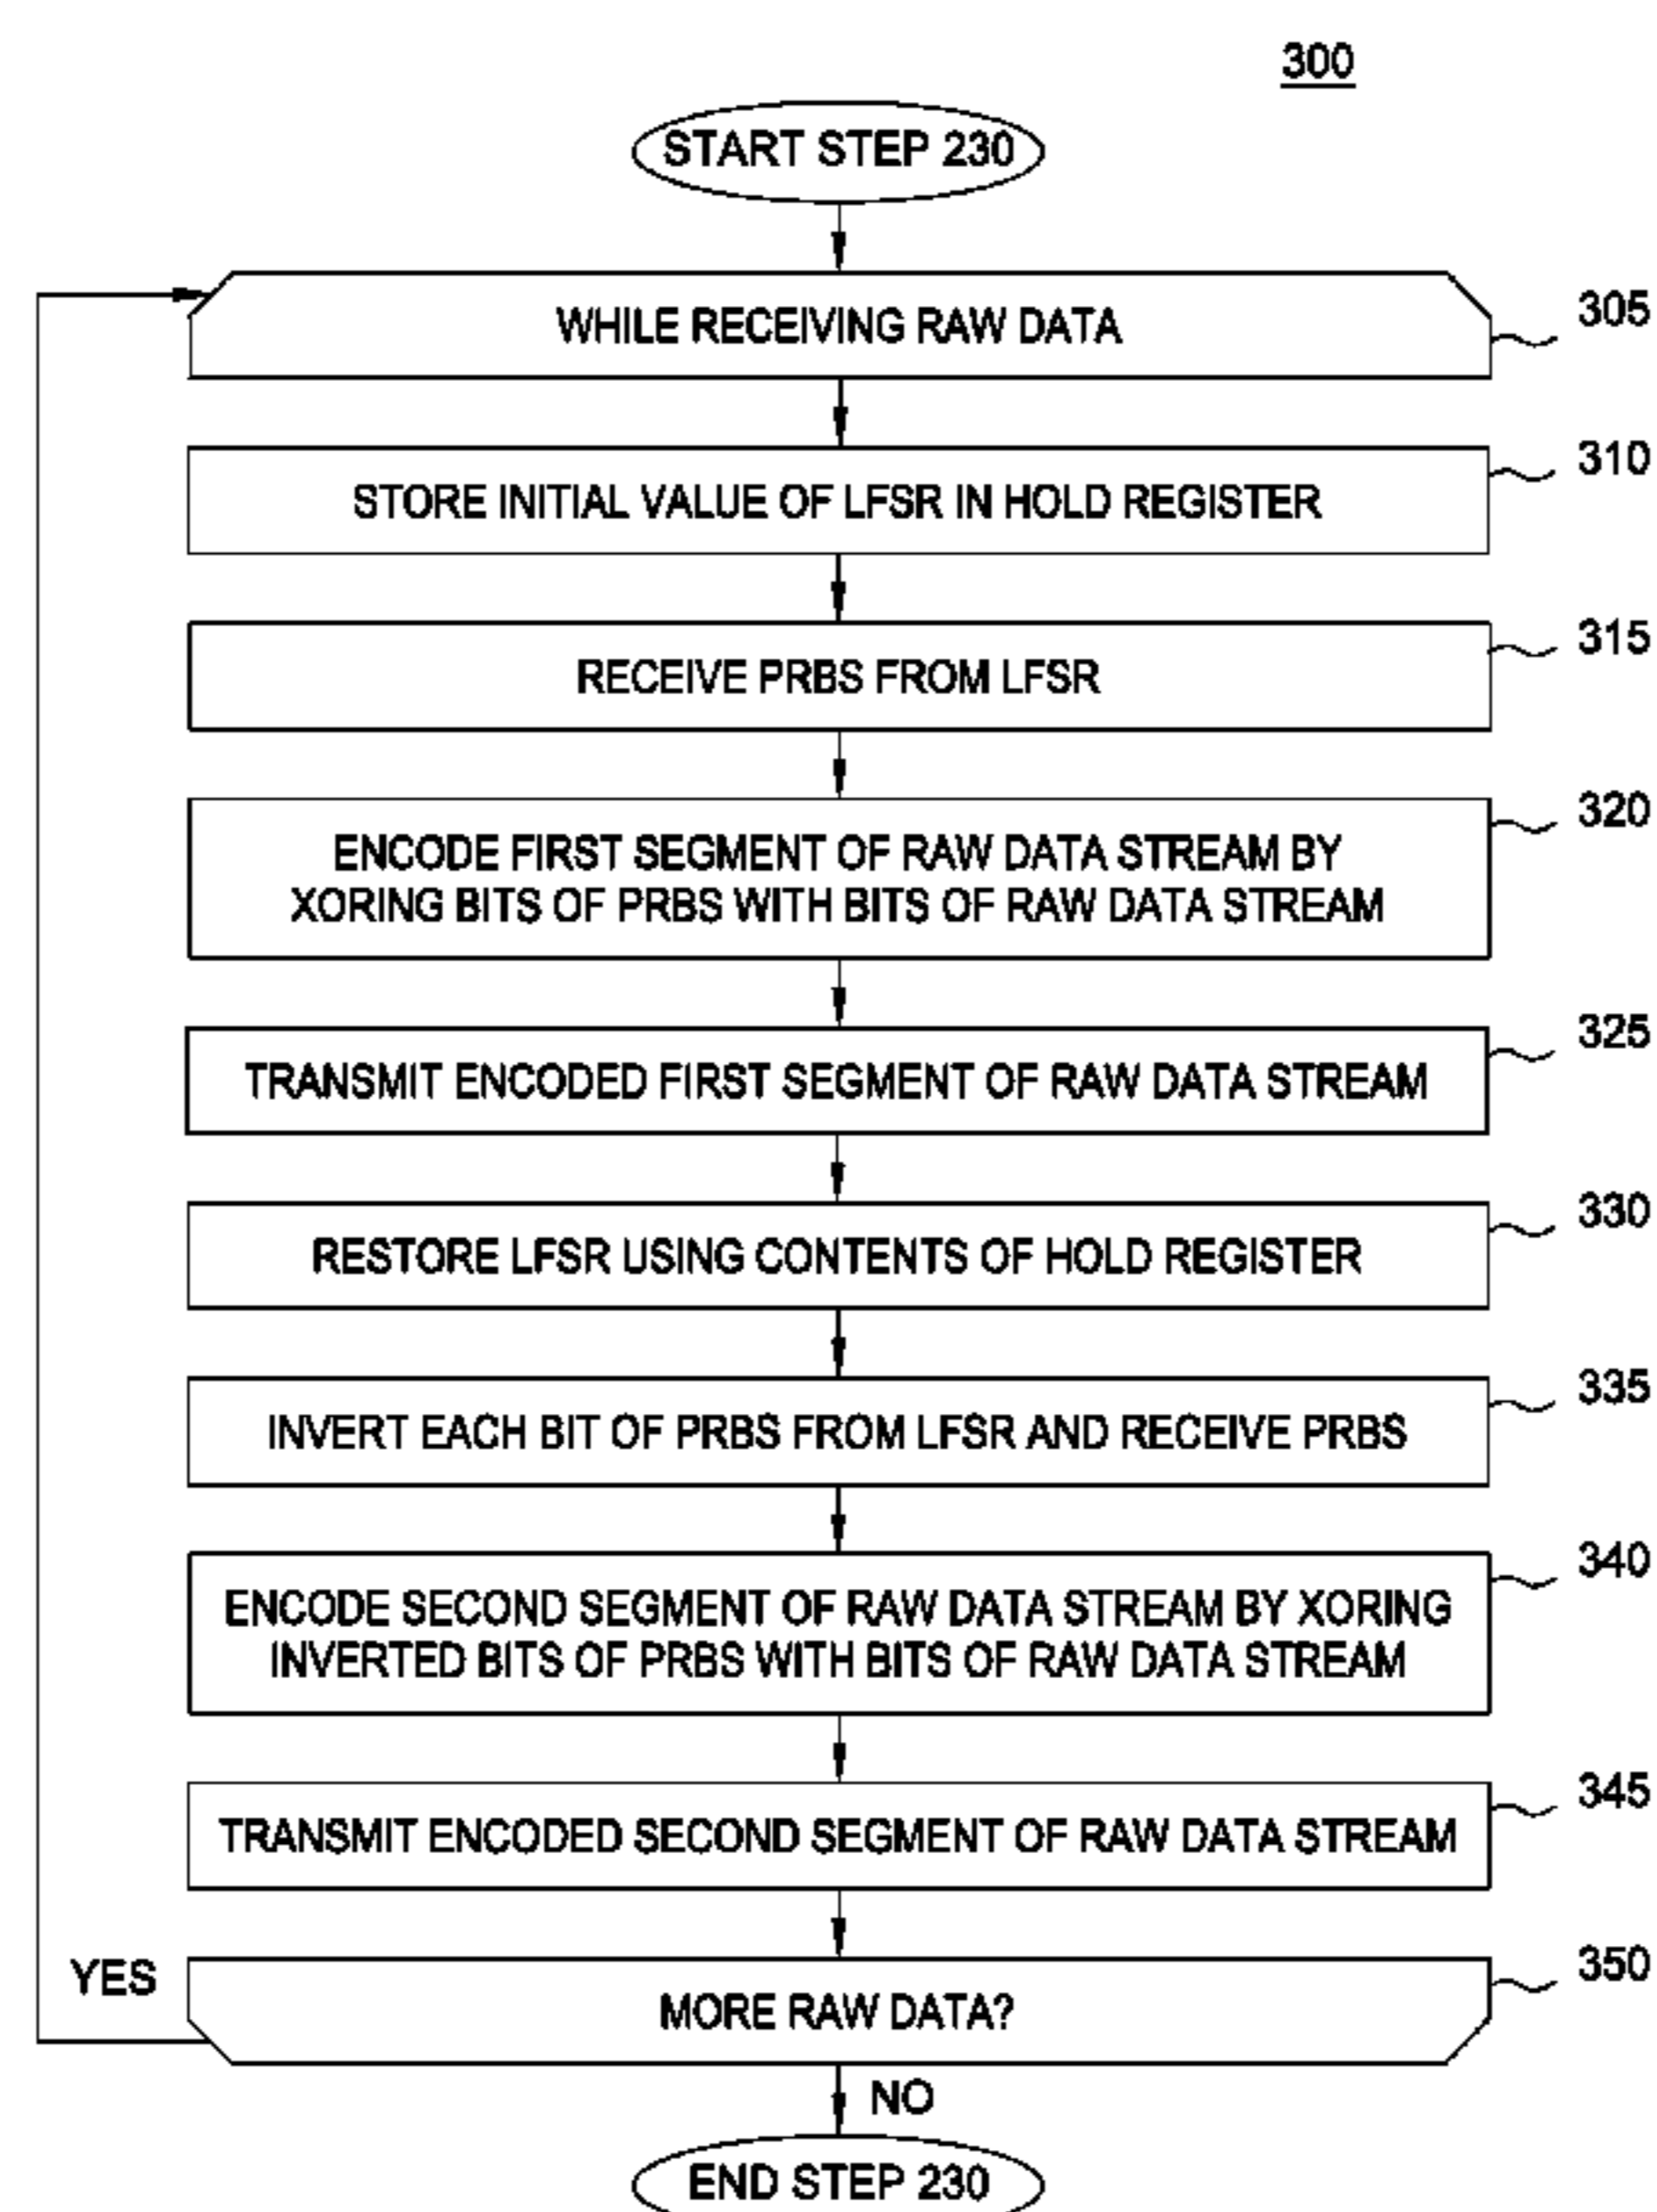 300
START STEP 230
WHILE RECEIVING RAW DATA
305
STORE INITIAL VALUE OF LFSR IN HOLD REGISTER
310
RECEIVE PRBS FROM LFSR
315
ENCODE FIRST SEGMENT OF RAW DATA STREAM BY
XORING BITS OF PRBS WITH BITS OF RAW DATA STREAM
320
TRANSMIT ENCODED FIRST SEGMENT OF RAW DATA STREAM
325
RESTORE LFSR USING CONTENTS OF HOLD REGISTER
330
INVERT EACH BIT OF PRBS FROM LFSR AND RECEIVE PRBS
335
ENCODE SECOND SEGMENT OF RAW DATA STREAM BY XORING
INVERTED BITS OF PRBS WITH BITS OF RAW DATA STREAM
340
TRANSMIT ENCODED SECOND SEGMENT OF RAW DATA STREAM
345
YES
MORE RAW DATA?
350
NO
END STEP 230